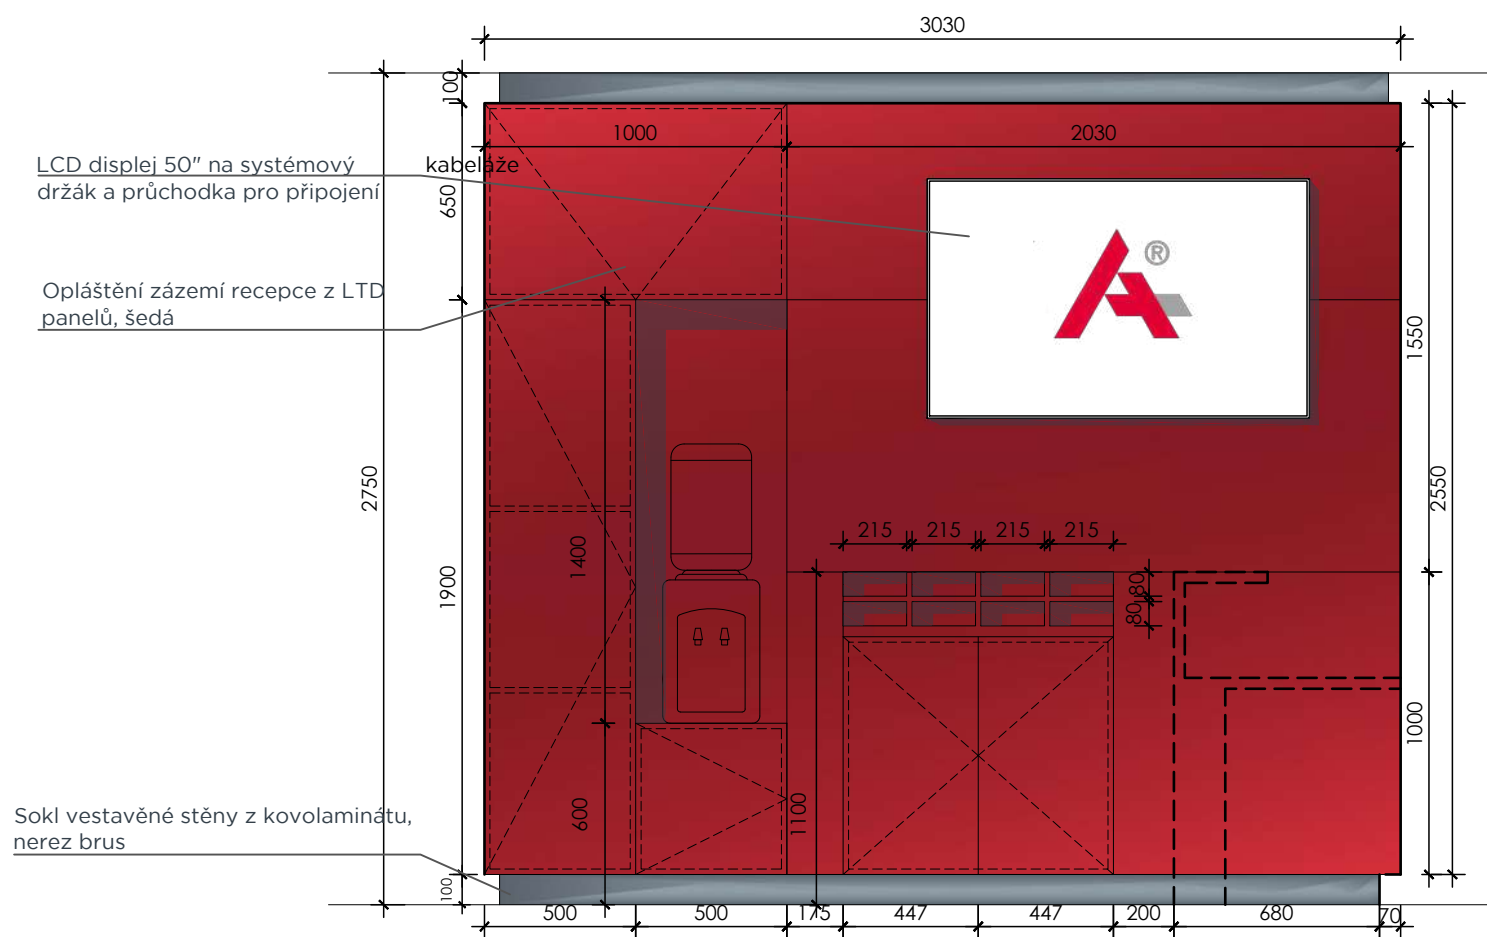 3030
100
1000
2030
LCD displej 50" na systémový
kabeláže
držák a průchodka pro připojení
650
®
Opláštění zázemí recepce z LTD
panelů, šedá
1550
2750
2550
215 215 215 215
1400
1900
80
80
1000
600
1100
Sokl vestavěné stěny z kovolaminátu,
nerez brus
100
500 500 175 447 447 200 680 70